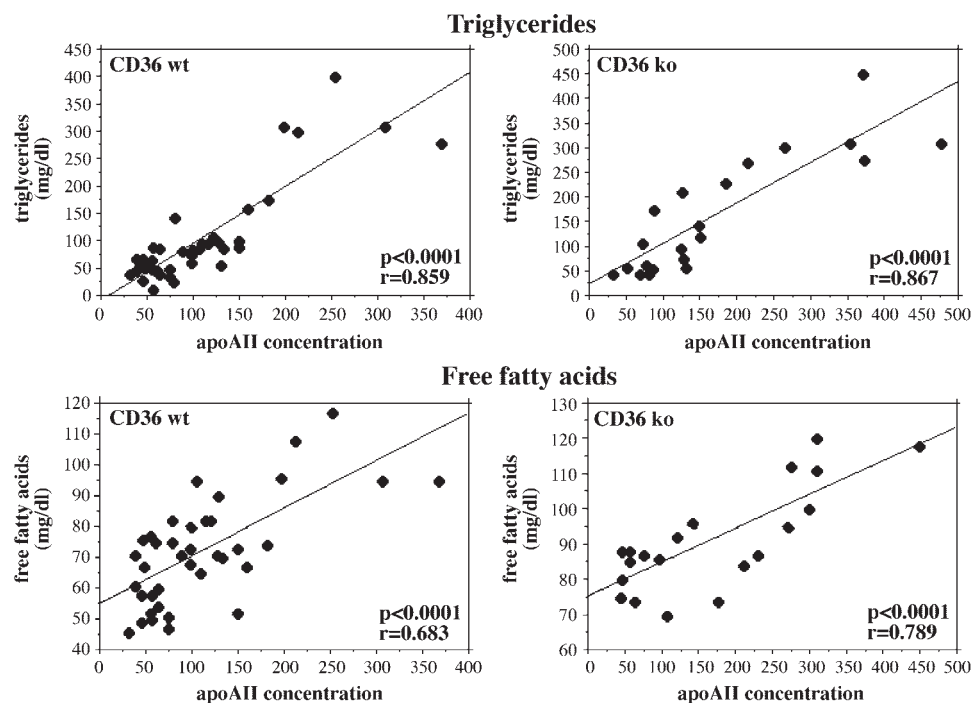 Triglycerides
CD36 wt
450
400
350
300
250
200
150
100
50
0
triglycerides
(mg/dl)
p<0.0001
r=0.859
0 50 100 150 200 250 300 350 400
apoAII concentration
CD36 ko
500
450
400
350
300
250
200
150
100
50
0
triglycerides
(mg/dl)
p<0.0001
r=0.867
0 50 100 150 200 250 300 350 400 450 500
apoAII concentration
Free fatty acids
CD36 wt
120
110
100
90
80
70
60
50
40
free fatty acids
(mg/dl)
p<0.0001
r=0.683
0 50 100 150 200 250 300 350 400
apoAII concentration
CD36 ko
130
120
110
100
90
80
70
60
free fatty acids
(mg/dl)
p<0.0001
r=0.789
0 50 100 150 200 250 300 350 400 450 500
apoAII concentration